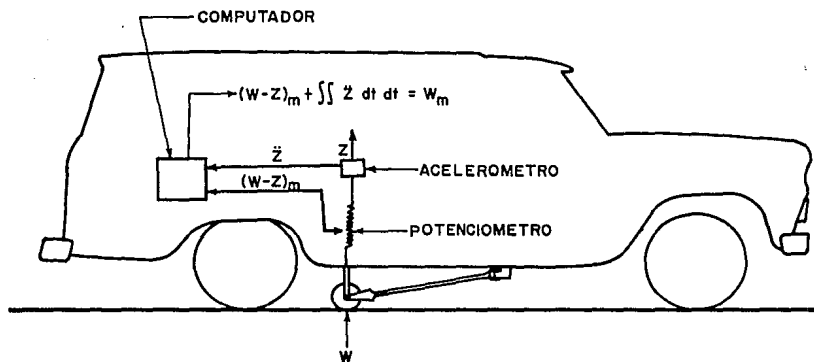 COMPUTADOR
(W-Z)m + ∫∫ Z̈ dt dt = Wm
Z
Z̈
ACELEROMETRO
(W-Z)m
POTENCIOMETRO
W